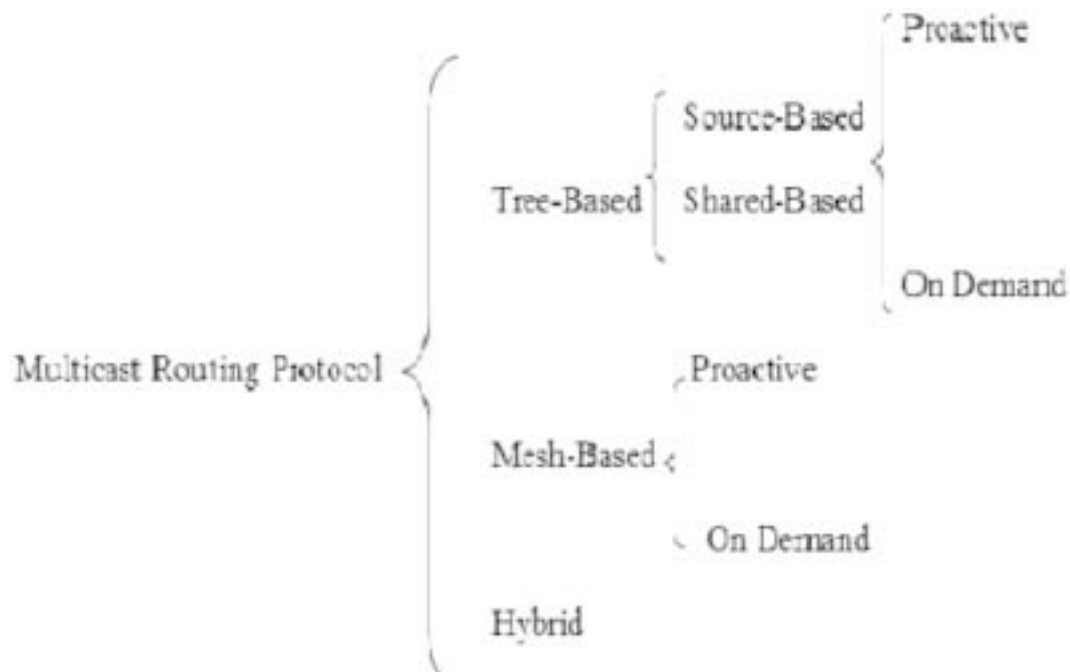 Proactive
Source-Based
Tree-Based
Shared-Based
On Demand
Multicast Routing Protocol
Proactive
Mesh-Based
On Demand
Hybrid